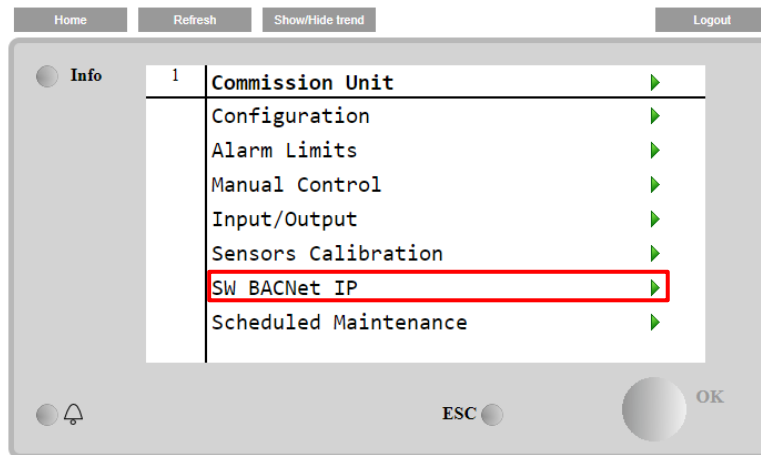 Home Refresh Show/Hide trend Logout
Info
1 Commission Unit
Configuration
Alarm Limits
Manual Control
Input/Output
Sensors Calibration
SW BACNet IP
Scheduled Maintenance
ESC OK